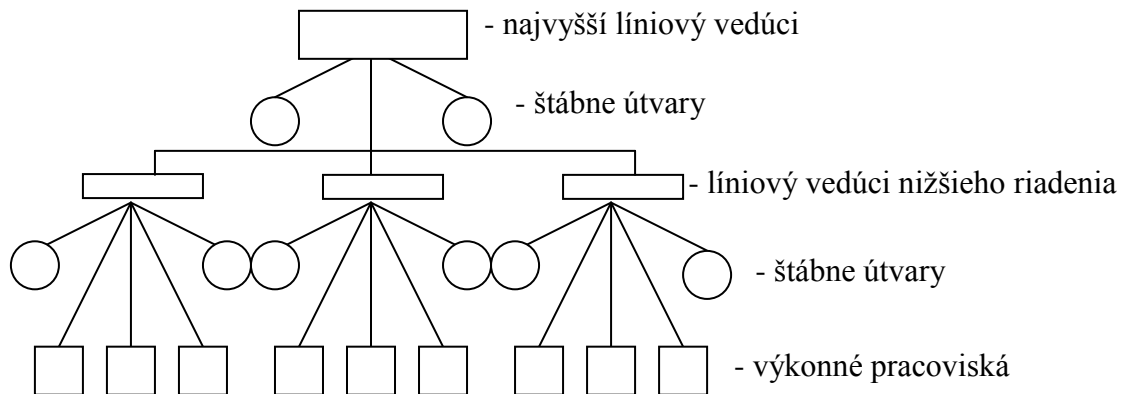 - najvyšší líniový vedúci
- štábne útvary
- líniový vedúci nižšieho riadenia
- štábne útvary
- výkonné pracoviská